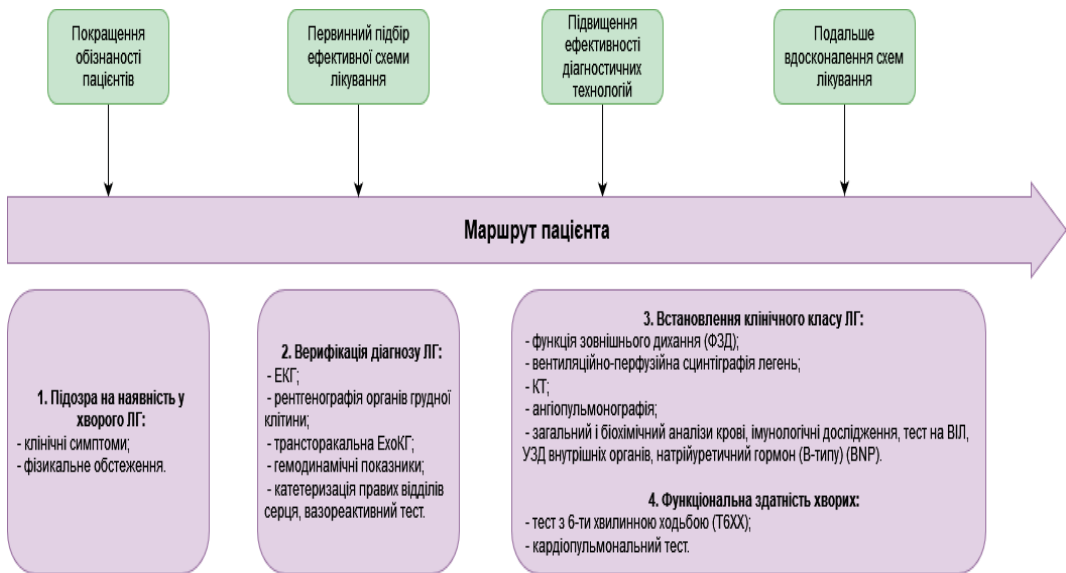 Покращення
обізнаності
пацієнтів
Первинний підбір
ефективної схеми
лікування
Підвищення
ефективності
діагностичних
технологій
Подальше
вдосконалення схем
лікування
Маршрут пацієнта
1. Підозра на наявність у
хворого ЛГ:
- клінічні симптоми;
- фізикальне обстеження.
2. Верифікація діагнозу ЛГ:
- ЕКГ;
- рентгенографія органів грудної
клітини;
- трансторакальна ЕхоКГ;
- гемодинамічні показники;
- катетеризація правих відділів
серця, вазореактивний тест.
3. Встановлення клінічного класу ЛГ:
- функція зовнішнього дихання (ФЗД);
- вентиляційно-перфузійна сцинтіграфія легень;
- КТ;
- ангіопульмонографія;
- загальний і біохімічний аналізи крові, імунологічні дослідження, тест на ВІЛ,
УЗД внутрішніх органів, натрійуретичний гормон (В-типу) (BNP).
4. Функціональна здатність хворих:
- тест з 6-ти хвилинною ходьбою (Т6ХХ);
- кардіопульмональний тест.